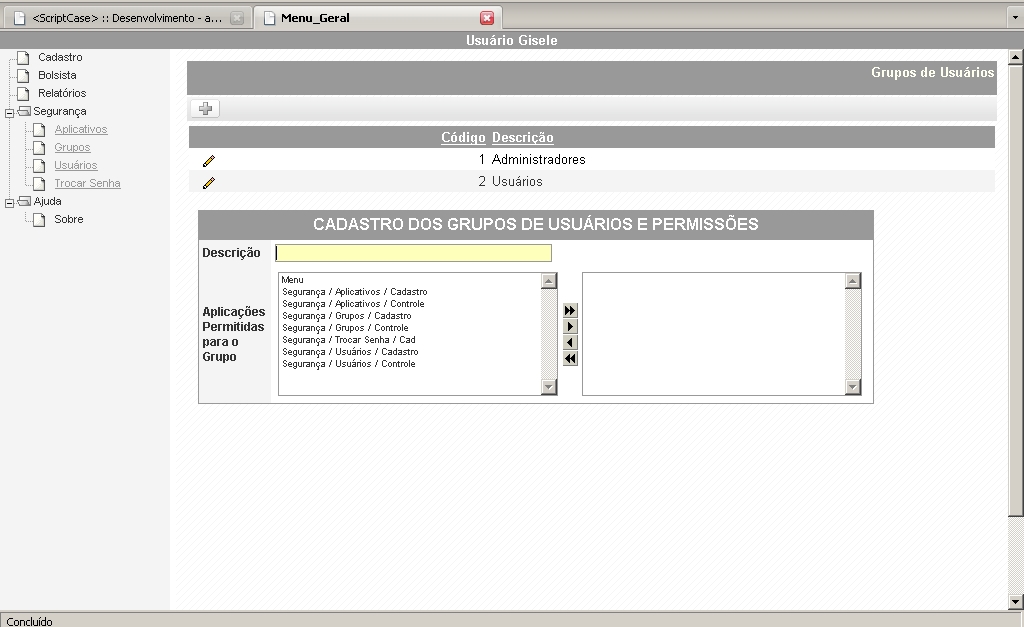 <ScriptCase> :: Desenvolvimento - a...
Menu_Geral
Usuário Gisele
Cadastro
Bolsista
Relatórios
Segurança
Aplicativos
Grupos
Usuários
Trocar Senha
Ajuda
Sobre
Grupos de Usuários
Código Descrição
1 Administradores
2 Usuários
CADASTRO DOS GRUPOS DE USUÁRIOS E PERMISSÕES
Descrição
Aplicações
Permitidas
para o
Grupo
Menu
Segurança / Aplicativos / Cadastro
Segurança / Aplicativos / Controle
Segurança / Grupos / Cadastro
Segurança / Grupos / Controle
Segurança / Trocar Senha / Cad
Segurança / Usuários / Cadastro
Segurança / Usuários / Controle
Concluído